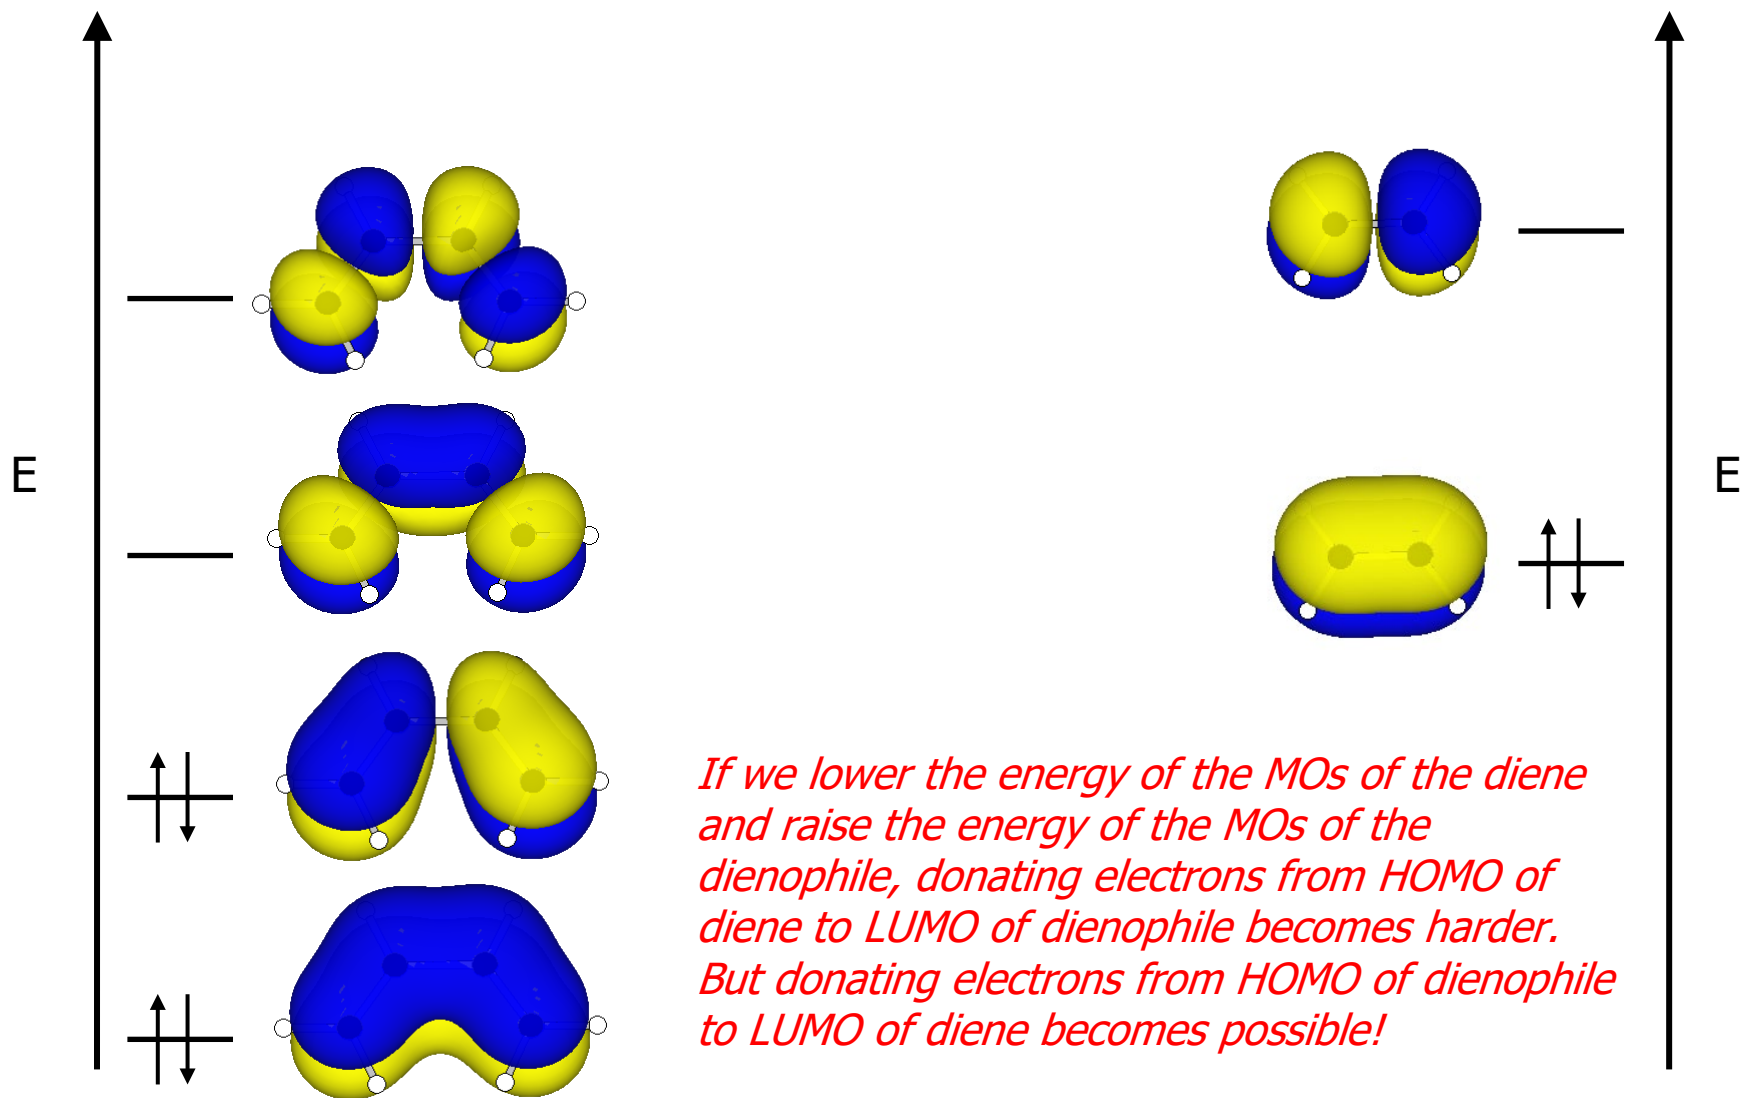 E
E
If we lower the energy of the MOs of the diene
and raise the energy of the MOs of the
dienophile, donating electrons from HOMO of
diene to LUMO of dienophile becomes harder.
But donating electrons from HOMO of dienophile
to LUMO of diene becomes possible!